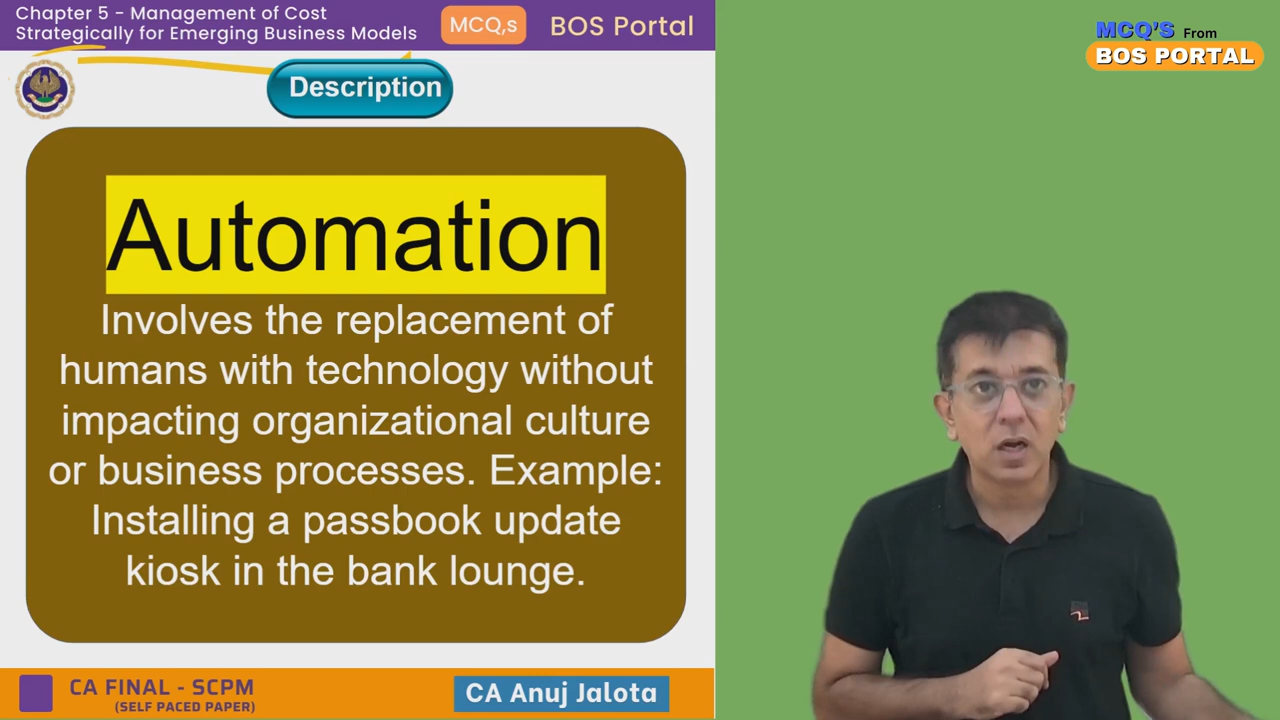 Chapter 5 - Management of Cost
Strategically for Emerging Business Models
MCQ,s
BOS Portal
MCQ'S From
BOS PORTAL
Description
Automation
Involves the replacement of
humans with technology without
impacting organizational culture
or business processes. Example:
Installing a passbook update
kiosk in the bank lounge.
CA FINAL - SCPM
(SELF PACED PAPER)
CA Anuj Jalota